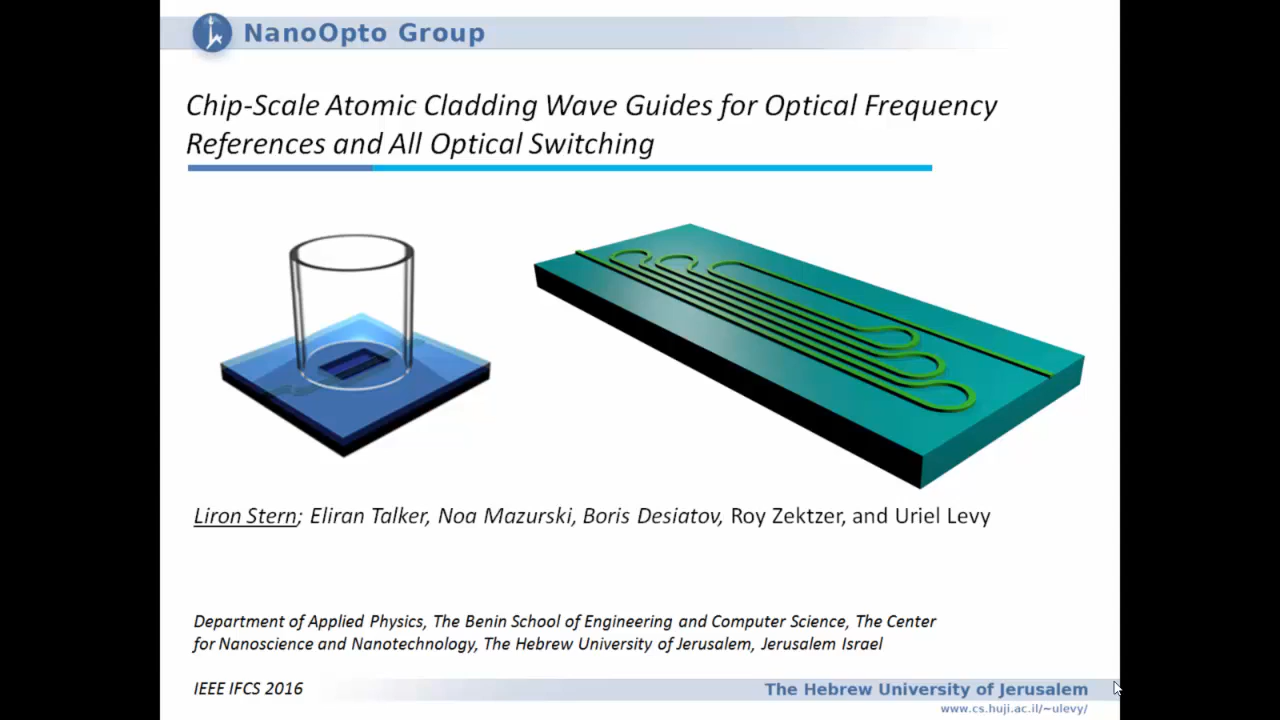 NanoOpto Group
Chip-Scale Atomic Cladding Wave Guides for Optical Frequency
References and All Optical Switching
Liron Stern; Eliran Talker, Noa Mazurski, Boris Desiatov, Roy Zektzer, and Uriel Levy
Department of Applied Physics, The Benin School of Engineering and Computer Science, The Center
for Nanoscience and Nanotechnology, The Hebrew University of Jerusalem, Jerusalem Israel
IEEE IFCS 2016
The Hebrew University of Jerusalem
www.cs.huji.ac.il/~ulevy/